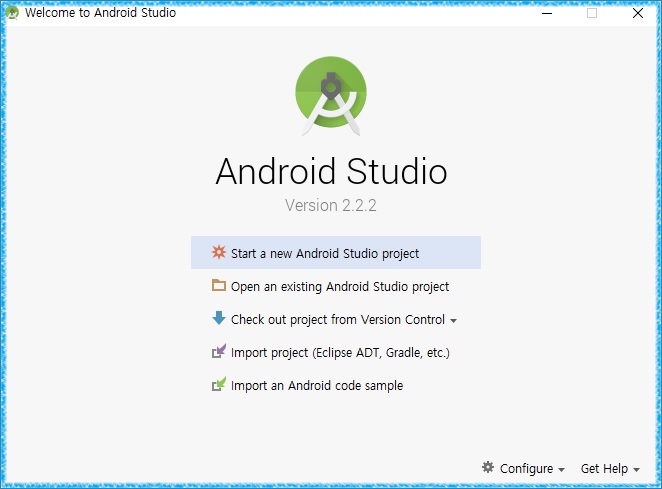 Welcome to Android Studio
Android Studio
Version 2.2.2
Start a new Android Studio project
Open an existing Android Studio project
Check out project from Version Control
Import project (Eclipse ADT, Gradle, etc.)
Import an Android code sample
Configure Get Help